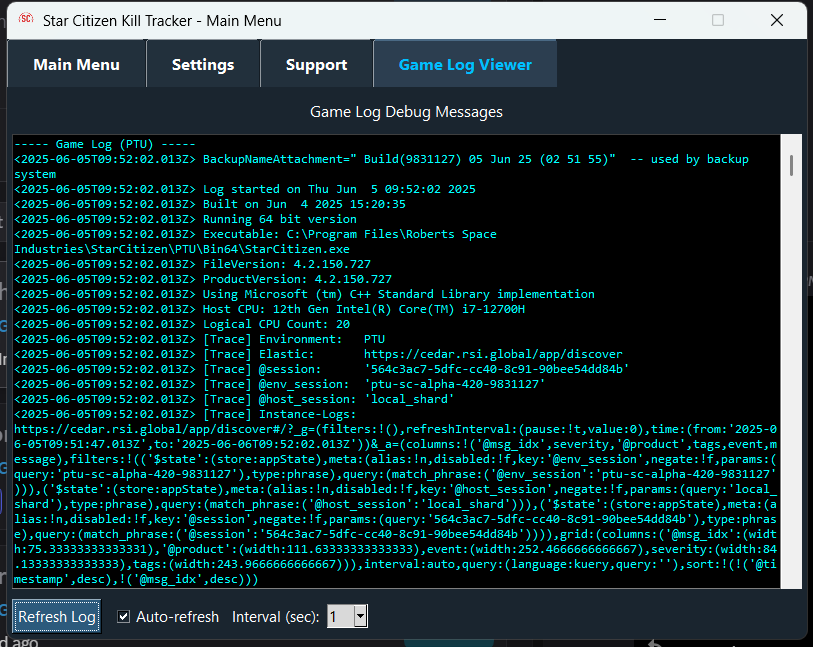 SC Star Citizen Kill Tracker - Main Menu
Main Menu Settings Support Game Log Viewer
Game Log Debug Messages
----- Game Log (PTU) -----
<2025-06-05T09:52:02.013Z> BackupNameAttachment=" Build(9831127) 05 Jun 25 (02 51 55)"  -- used by backup
system
<2025-06-05T09:52:02.013Z> Log started on Thu Jun  5 09:52:02 2025
<2025-06-05T09:52:02.013Z> Built on Jun  4 2025 15:20:35
<2025-06-05T09:52:02.013Z> Running 64 bit version
<2025-06-05T09:52:02.013Z> Executable: C:\Program Files\Roberts Space
Industries\StarCitizen\PTU\Bin64\StarCitizen.exe
<2025-06-05T09:52:02.013Z> FileVersion: 4.2.150.727
<2025-06-05T09:52:02.013Z> ProductVersion: 4.2.150.727
<2025-06-05T09:52:02.013Z> Using Microsoft (tm) C++ Standard Library implementation
<2025-06-05T09:52:02.013Z> Host CPU: 12th Gen Intel(R) Core(TM) i7-12700H
<2025-06-05T09:52:02.013Z> Logical CPU Count: 20
<2025-06-05T09:52:02.013Z> [Trace] Environment:   PTU
<2025-06-05T09:52:02.013Z> [Trace] Elastic:       https://cedar.rsi.global/app/discover
<2025-06-05T09:52:02.013Z> [Trace] @session:      '564c3ac7-5dfc-cc40-8c91-90bee54dd84b'
<2025-06-05T09:52:02.013Z> [Trace] @env_session:  'ptu-sc-alpha-420-9831127'
<2025-06-05T09:52:02.013Z> [Trace] @host_session: 'local_shard'
<2025-06-05T09:52:02.013Z> [Trace] Instance-Logs:
https://cedar.rsi.global/app/discover#/?_g=(filters:!(),refreshInterval:(pause:!t,value:0),time:(from:'2025-0
6-05T09:51:47.013Z',to:'2025-06-06T09:52:02.013Z'))&_a=(columns:!('@msg_idx',severity,'@product',tags,event,m
essage),filters:!(('$state':(store:appState),meta:(alias:!n,disabled:!f,key:'@env_session',negate:!f,params:(
query:'ptu-sc-alpha-420-9831127'),type:phrase),query:(match_phrase:('@env_session':'ptu-sc-alpha-420-9831127'
))),('$state':(store:appState),meta:(alias:!n,disabled:!f,key:'@host_session',negate:!f,params:(query:'local_
shard'),type:phrase),query:(match_phrase:('@host_session':'local_shard'))),('$state':(store:appState),meta:(a
lias:!n,disabled:!f,key:'@session',negate:!f,params:(query:'564c3ac7-5dfc-cc40-8c91-90bee54dd84b'),type:phras
e),query:(match_phrase:('@session':'564c3ac7-5dfc-cc40-8c91-90bee54dd84b')))),grid:(columns:('@msg_idx':(widt
h:75.33333333333331),'@product':(width:111.63333333333333),event:(width:252.4666666666667),severity:(width:84
.13333333333333),tags:(width:243.9666666666667))),interval:auto,query:(language:kuery,query:''),sort:!(!('@ti
mestamp',desc),!('@msg_idx',desc)))
Refresh Log Auto-refresh Interval (sec): 1
d ago